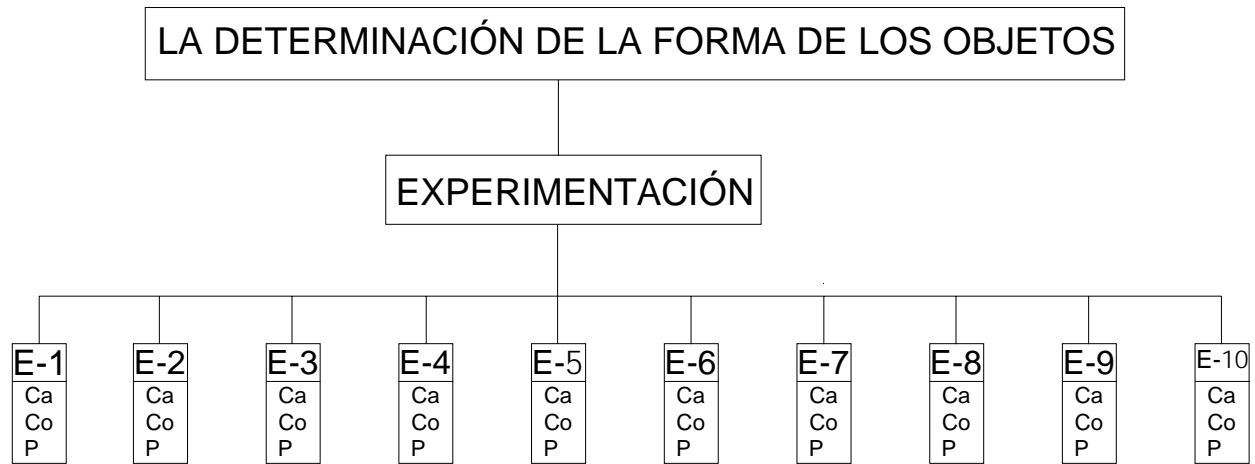 LA DETERMINACIÓN DE LA FORMA DE LOS OBJETOS
EXPERIMENTACIÓN
E-1
Ca
Co
P
E-2
Ca
Co
P
E-3
Ca
Co
P
E-4
Ca
Co
P
E-5
Ca
Co
P
E-6
Ca
Co
P
E-7
Ca
Co
P
E-8
Ca
Co
P
E-9
Ca
Co
P
E-10
Ca
Co
P